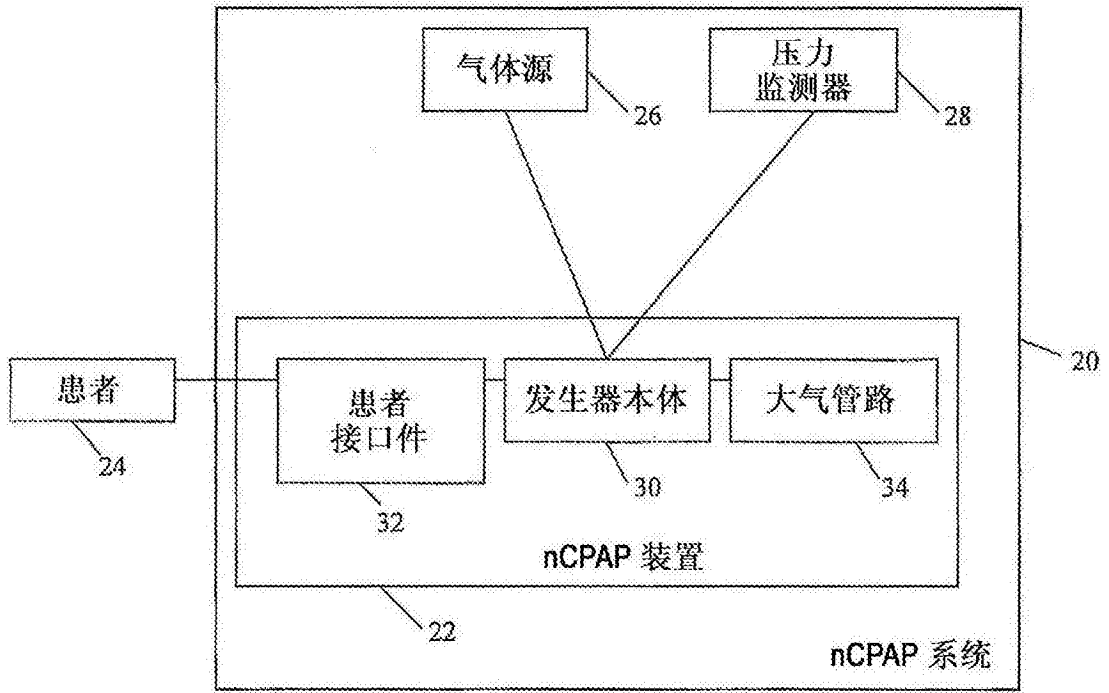 气体源
26
压力
监测器
28
20
患者
24
患者
接口件
32
发生器本体
30
大气管路
34
nCPAP 装置
22
nCPAP 系统